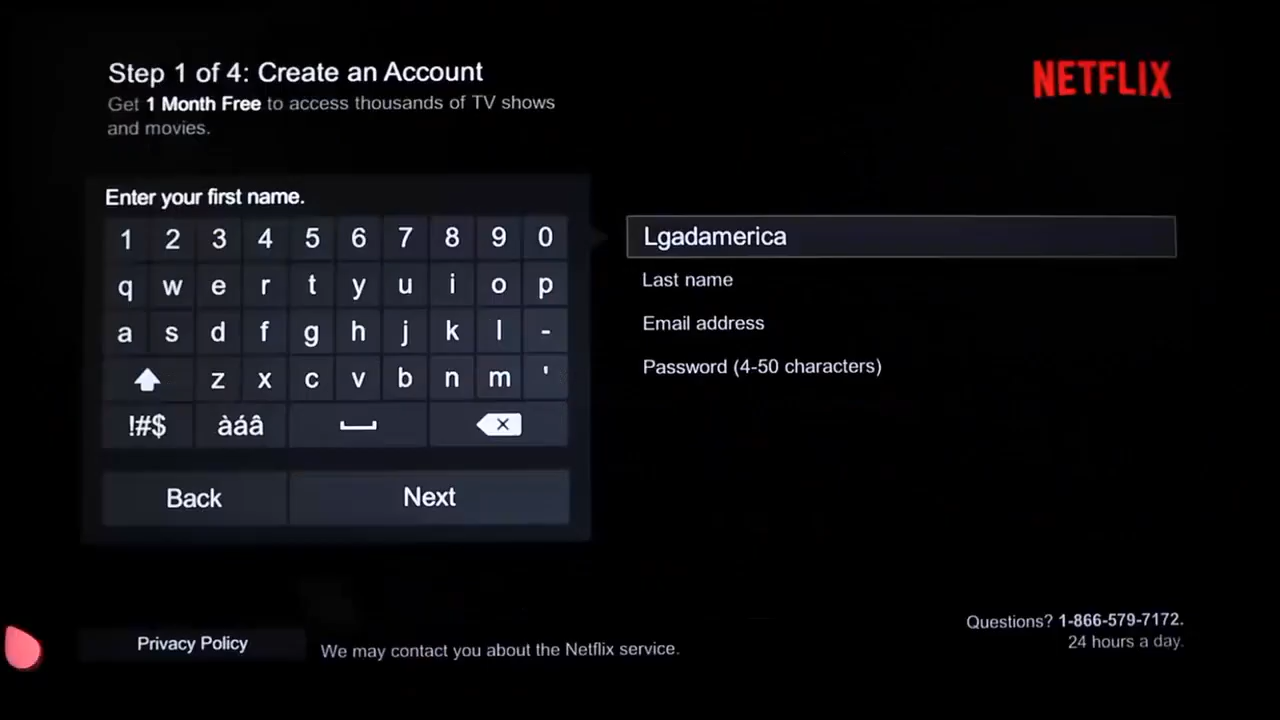 Step 1 of 4: Create an Account
NETFLIX
Get 1 Month Free to access thousands of TV shows
and movies.
Enter your first name.
1 2 3 4 5 6 7 8 9 0
q w e r t y u i o p
a s d f g h j k l -
z x c v b n m '
!#$ àáâ
Back Next
Lgadamerica
Last name
Email address
Password (4-50 characters)
Privacy Policy
We may contact you about the Netflix service.
Questions? 1-866-579-7172.
24 hours a day.